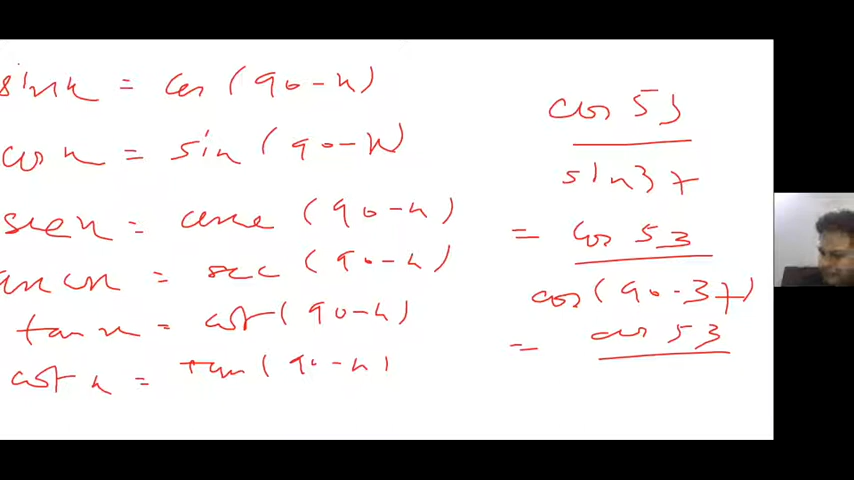 sin x = cos (90-x)
cos x = sin (90-x)
sec x = cosec (90-x)
cosec x = sec (90-x)
tan x = cot (90-x)
cot x = tan (90-x)
cos 53
sin 37
= cos 53
cos (90-37)
= cos 53